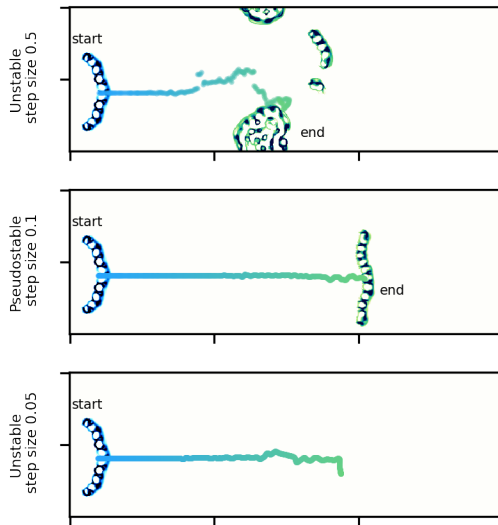 Unstable
step size 0.5
start
end
Pseudostable
step size 0.1
start
end
Unstable
step size 0.05
start